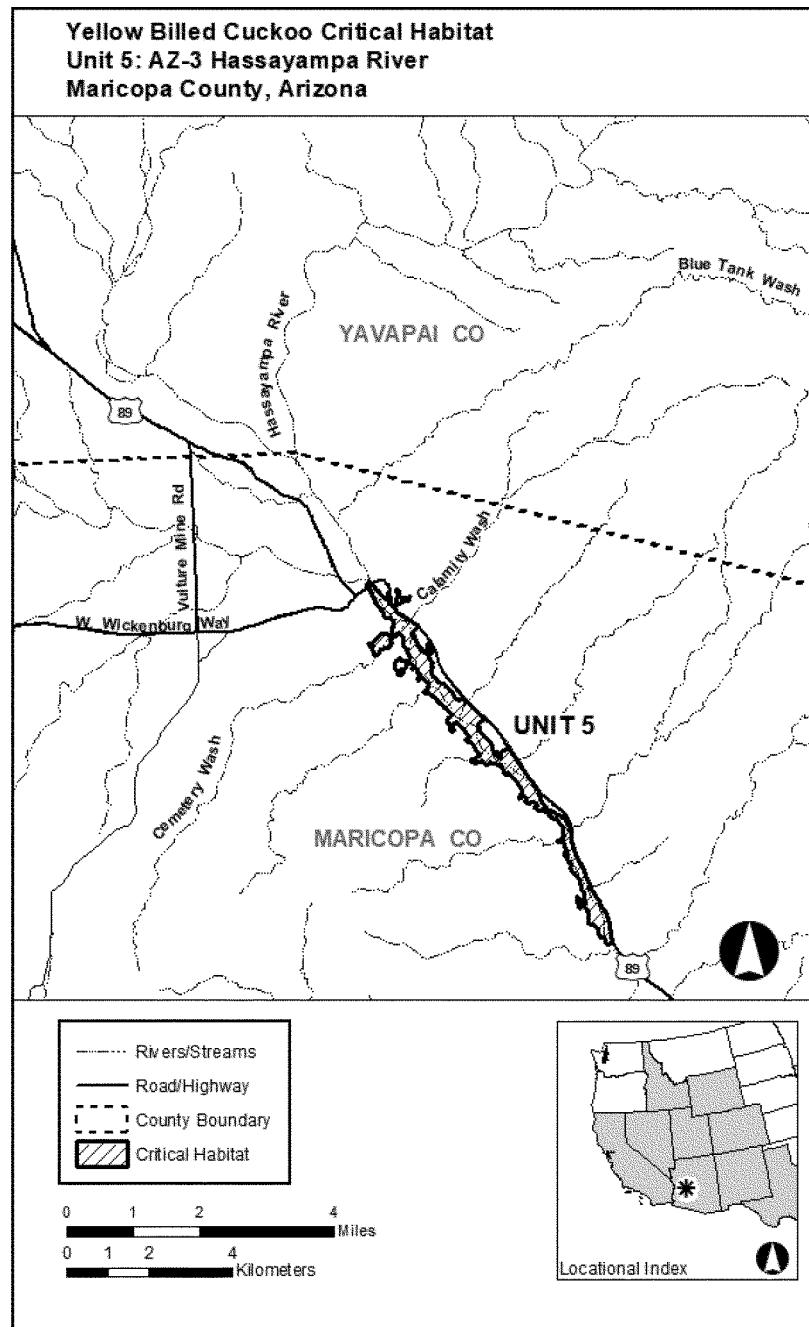 Yellow Billed Cuckoo Critical Habitat
Unit 5: AZ-3 Hassayampa River
Maricopa County, Arizona
Blue Tank Wash
Hassayampa River
YAVAPAI CO
89
Vulture Mine Rd
Calamity Wash
W. Wickenburg Way
UNIT 5
Cemetery Wash
MARICOPA CO
89
Rivers/Streams
Road/Highway
County Boundary
Critical Habitat
0 1 2 4
Miles
0 1 2 4
Kilometers
Locational Index